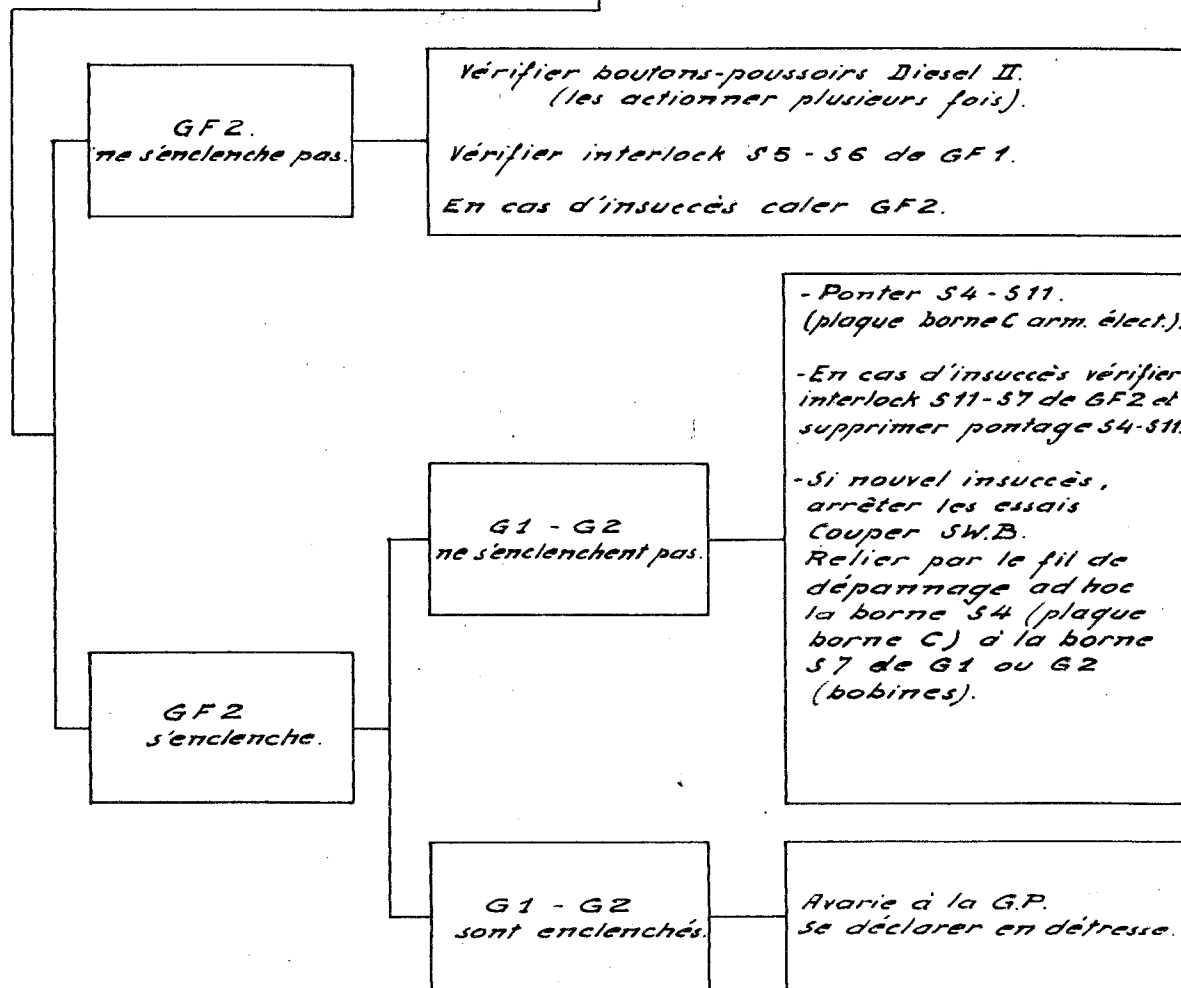 GF2.
ne s'enclenche pas.
Vérifier boutons-poussoirs Diesel II.
(les actionner plusieurs fois).
Vérifier interlock S5 - S6 de GF1.
En cas d'insuccès caler GF2.
GF2
s'enclenche.
G1 - G2
ne s'enclenchent pas.
- Ponter S4 - S11.
(plaque borne C arm. élect.).
- En cas d'insuccès vérifier
interlock S11-S7 de GF2 et
supprimer pontage S4-S11.
- Si nouvel insuccès,
arrêter les essais
Couper SW.B.
Relier par le fil de
dépannage ad hoc
la borne S4 (plaque
borne C) à la borne
S7 de G1 ou G2
(bobines).
G1 - G2
sont enclenchés.
Avarie à la G.P.
se déclarer en détresse.